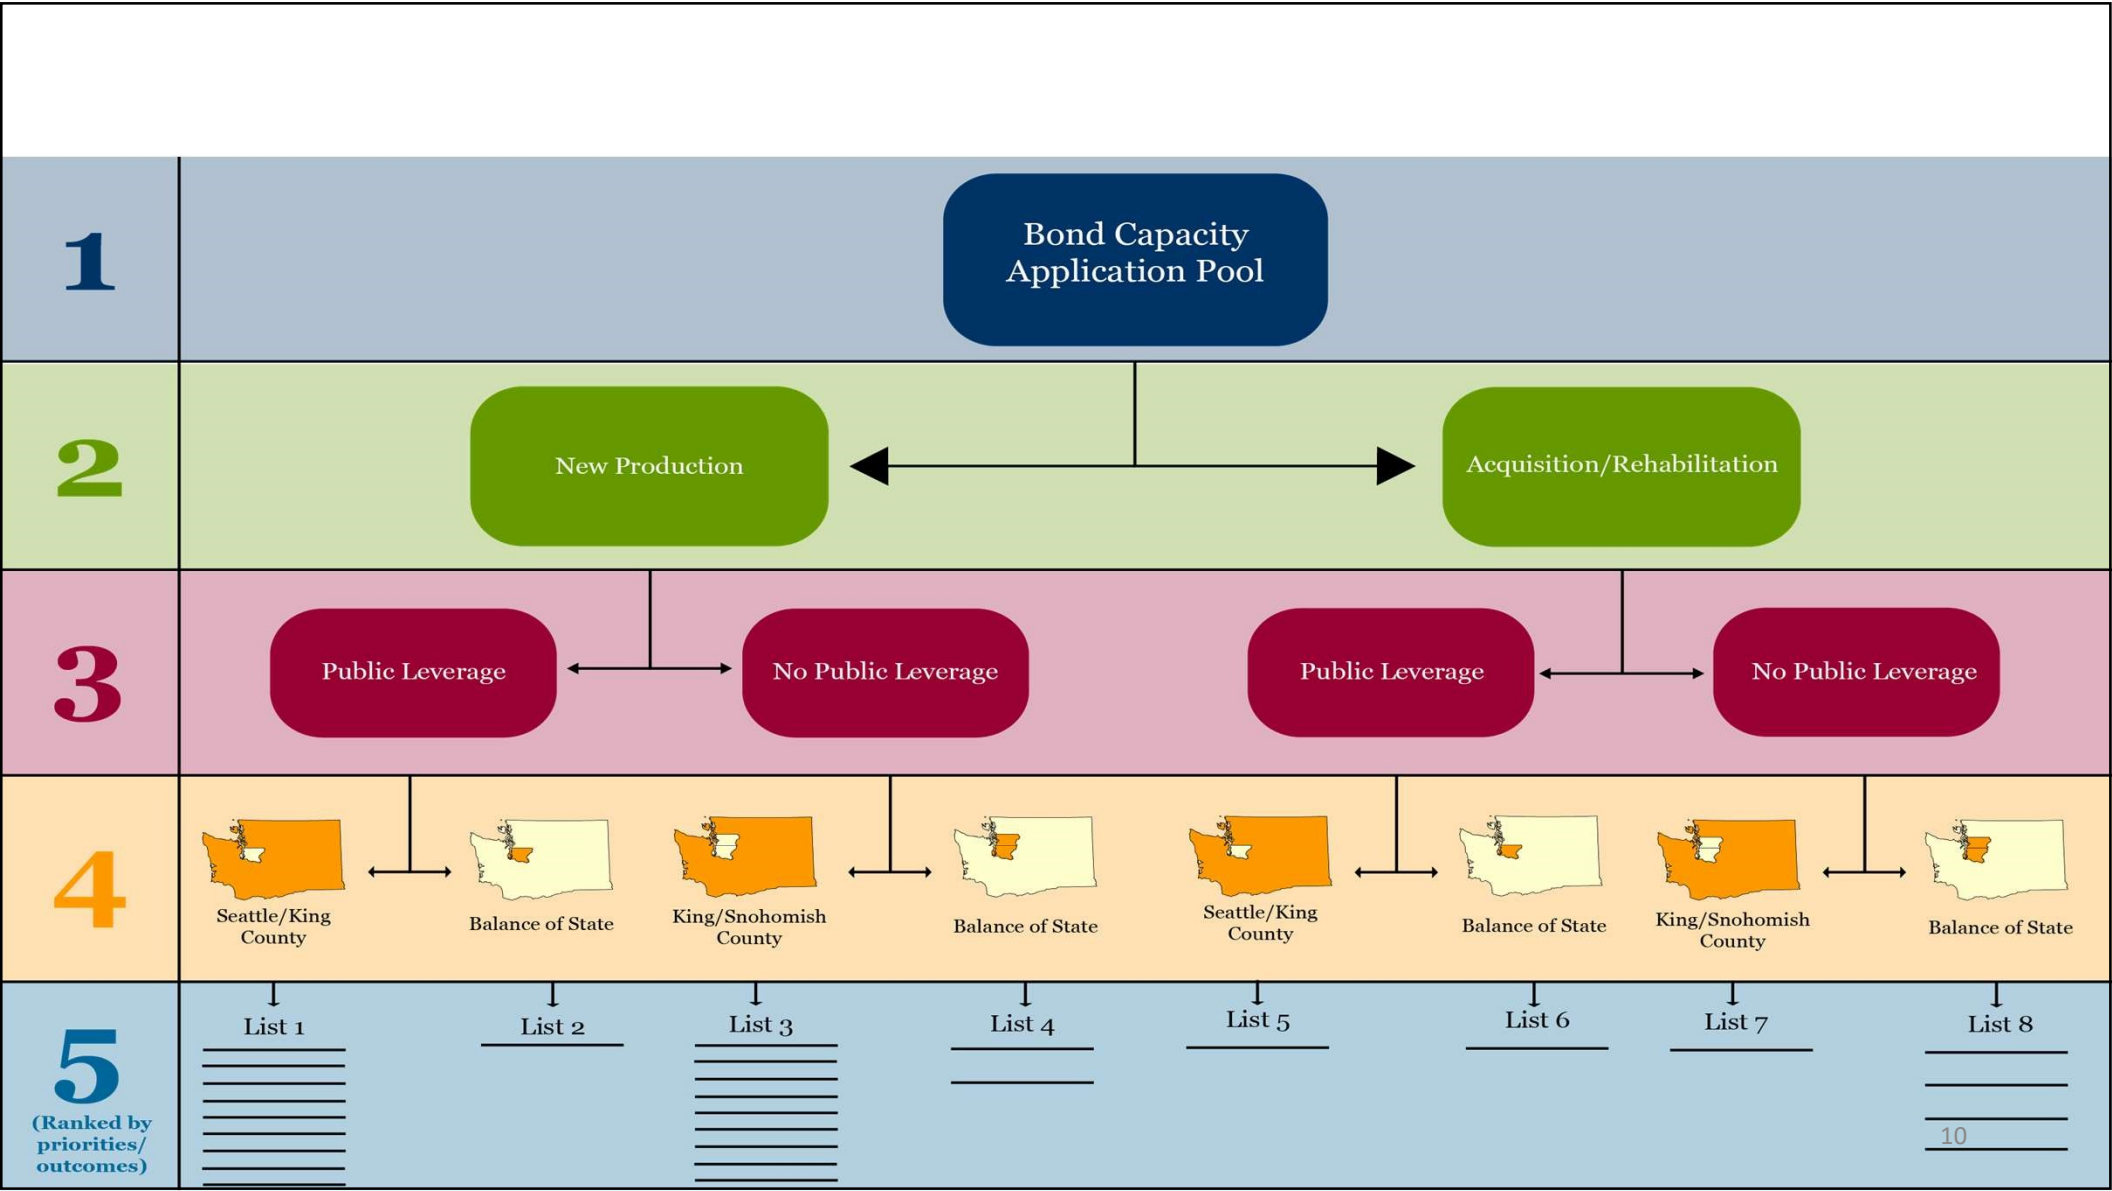 1
Bond Capacity
Application Pool
2
New Production
Acquisition/Rehabilitation
3
Public Leverage
No Public Leverage
Public Leverage
No Public Leverage
4
Seattle/King
County
Balance of State
King/Snohomish
County
Balance of State
Seattle/King
County
Balance of State
King/Snohomish
County
Balance of State
5
(Ranked by
priorities/
outcomes)
List 1
List 2
List 3
List 4
List 5
List 6
List 7
List 8
10